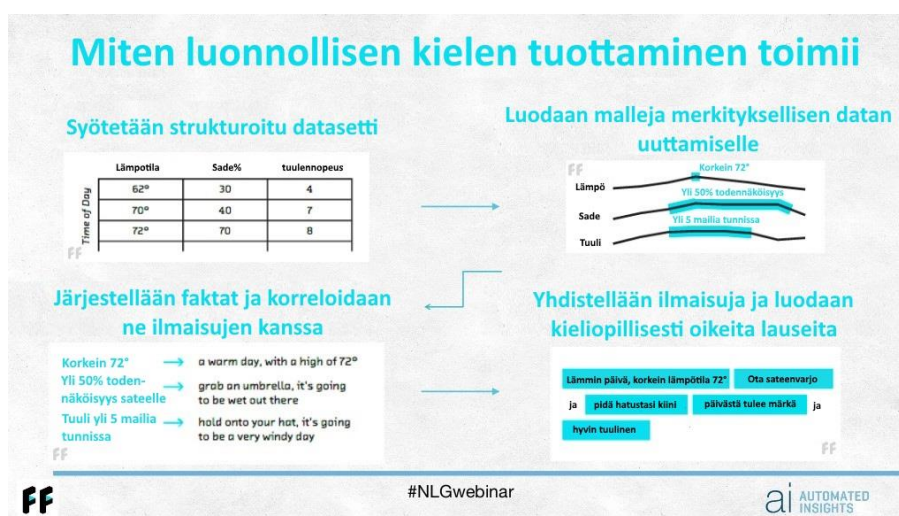 Miten luonnollisen kielen tuottaminen toimii
Syötetään strukturoitu datasetti
Lämpötila Sade% tuulennopeus
Time of Day
62° 30 4
70° 40 7
72° 70 8
FF
Luodaan malleja merkityksellisen datan
uuttamiselle
FF
Korkein 72°
Lämpö
Yli 50% todennäköisyys
Sade
Yli 5 mailia tunnissa
Tuuli
Järjestellään faktat ja korreloidaan
ne ilmaisujen kanssa
Korkein 72° a warm day, with a high of 72°
Yli 50% toden-
näköisyys sateelle
grab an umbrella, it's going
to be wet out there
Tuuli yli 5 mailia
tunnissa
hold onto your hat, it's going
to be a very windy day
FF
Yhdistellään ilmaisuja ja luodaan
kieliopillisesti oikeita lauseita
Lämmin päivä, korkein lämpötila 72° Ota sateenvarjo
ja pidä hatustasi kiini päivästä tulee märkä ja
hyvin tuulinen
FF
FF
#NLGwebinar
ai AUTOMATED
INSIGHTS